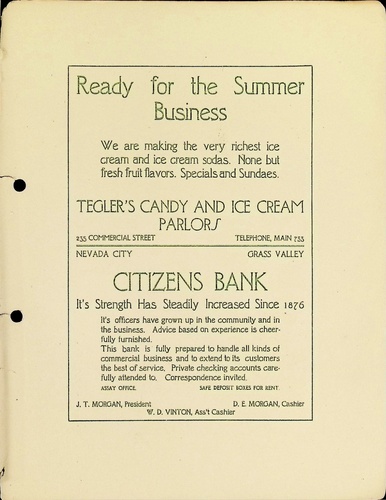 Ready for the Summer
Business
We are making the very richest ice
cream and ice cream sodas. None but
fresh fruit flavors. Specials and Sundaes.
TEGLER'S CANDY AND ICE CREAM
PARLORS
233 COMMERCIAL STREET TELEPHONE, MAIN 733
NEVADA CITY GRASS VALLEY
CITIZENS BANK
It's Strength Has Steadily Increased Since 1876
It's officers have grown up in the community and in
the business. Advice based on experience is cheer-
fully furnished.
This bank is fully prepared to handle all kinds of
commercial business and to extend to its customers
the best of service. Private checking accounts care-
fully attended to. Correspondence invited.
ASSAY OFFICE. SAFE DEPOSIT BOXES FOR RENT.
J. T. MORGAN, President D. E. MORGAN, Cashier
W. D. VINTON, Ass't Cashier